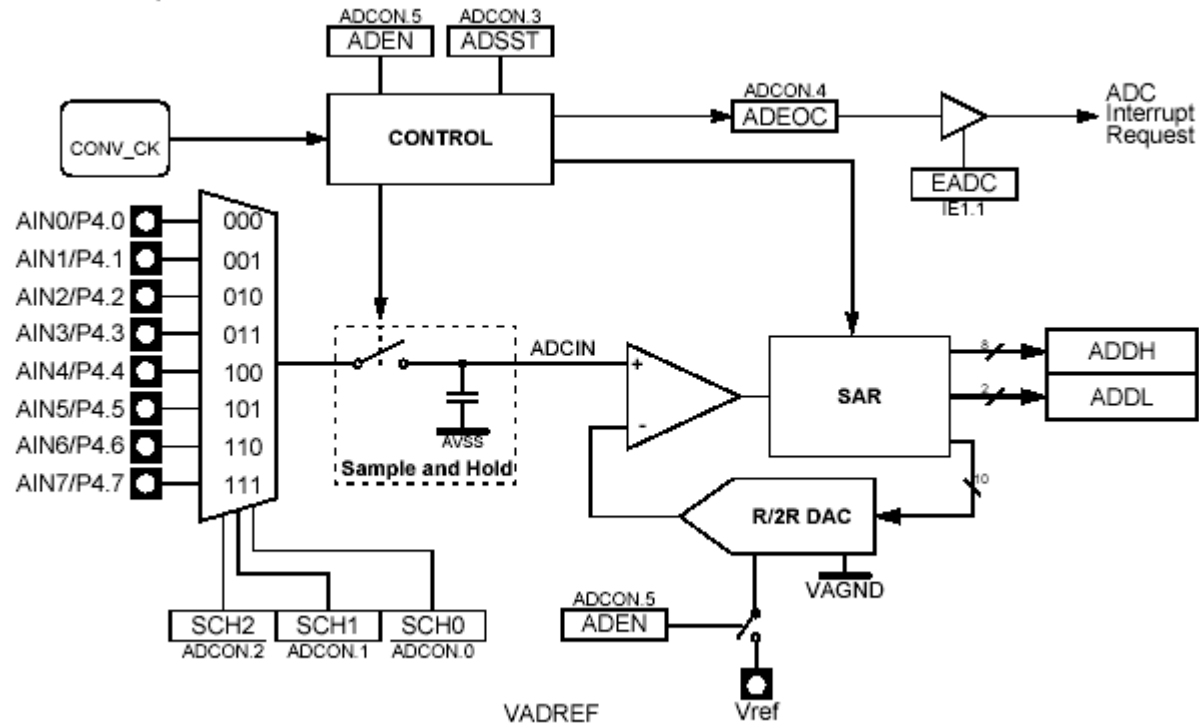 ADCON.5
ADEN
ADCON.3
ADSST
CONV_CK
CONTROL
ADCON.4
ADEOC
ADC
Interrupt
Request
EADC
IE1.1
AIN0/P4.0
000
AIN1/P4.1
001
AIN2/P4.2
010
AIN3/P4.3
011
AIN4/P4.4
100
AIN5/P4.5
101
AIN6/P4.6
110
AIN7/P4.7
111
ADCIN
AVSS
Sample and Hold
+
-
SAR
8
ADDH
2
ADDL
10
R/2R DAC
VAGND
ADCON.5
ADEN
SCH2
SCH1
SCH0
ADCON.2
ADCON.1
ADCON.0
VADREF
Vref